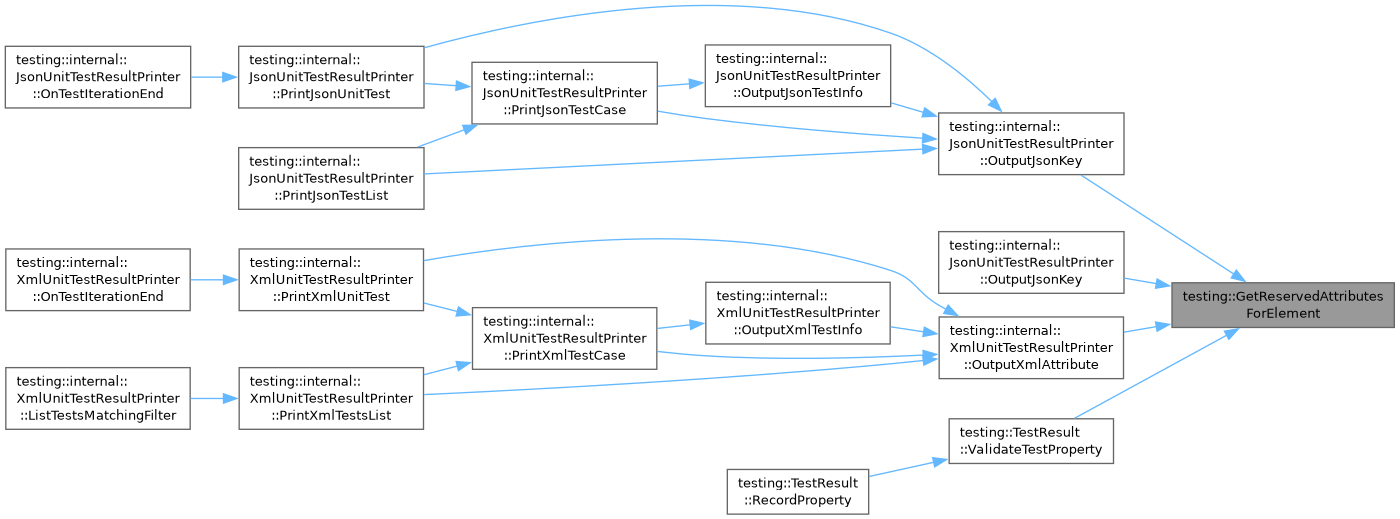 testing::internal::
JsonUnitTestResultPrinter
::OnTestIterationEnd
testing::internal::
JsonUnitTestResultPrinter
::PrintJsonUnitTest
testing::internal::
JsonUnitTestResultPrinter
::PrintJsonTestCase
testing::internal::
JsonUnitTestResultPrinter
::OutputJsonTestInfo
testing::internal::
JsonUnitTestResultPrinter
::OutputJsonKey
testing::internal::
JsonUnitTestResultPrinter
::PrintJsonTestList
testing::internal::
XmlUnitTestResultPrinter
::OnTestIterationEnd
testing::internal::
XmlUnitTestResultPrinter
::PrintXmlUnitTest
testing::internal::
XmlUnitTestResultPrinter
::PrintXmlTestCase
testing::internal::
XmlUnitTestResultPrinter
::OutputXmlTestInfo
testing::internal::
JsonUnitTestResultPrinter
::OutputJsonKey
testing::GetReservedAttributes
ForElement
testing::internal::
XmlUnitTestResultPrinter
::OutputXmlAttribute
testing::internal::
XmlUnitTestResultPrinter
::ListTestsMatchingFilter
testing::internal::
XmlUnitTestResultPrinter
::PrintXmlTestsList
testing::TestResult
::ValidateTestProperty
testing::TestResult
::RecordProperty